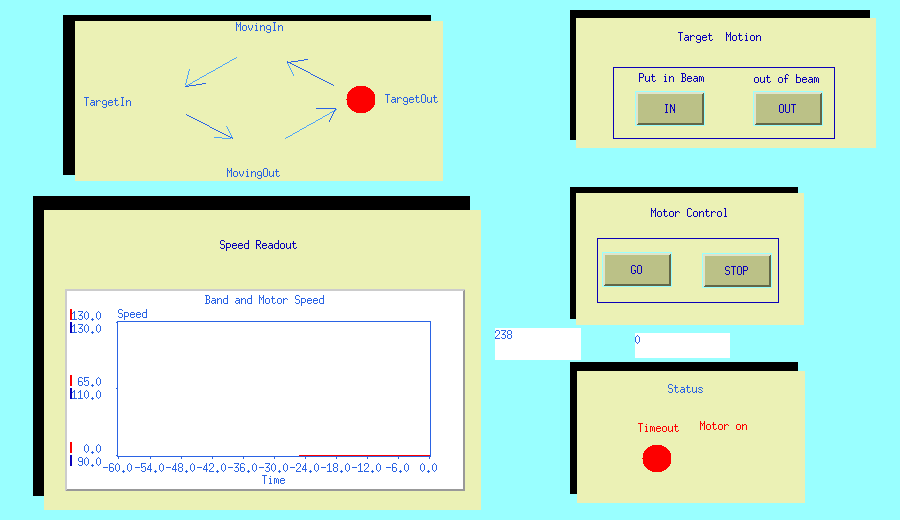 MovingIn
TargetIn
TargetOut
MovingOut
Target Motion
Put in Beam
out of beam
IN
OUT
Motor Control
GO
STOP
Speed Readout
Band and Motor Speed
Speed
130.0
130.0
65.0
110.0
0.0
90.0
-60.0 -54.0 -48.0 -42.0 -36.0 -30.0 -24.0 -18.0 -12.0 -6.0 0.0
Time
238
0
Status
Timeout
Motor on